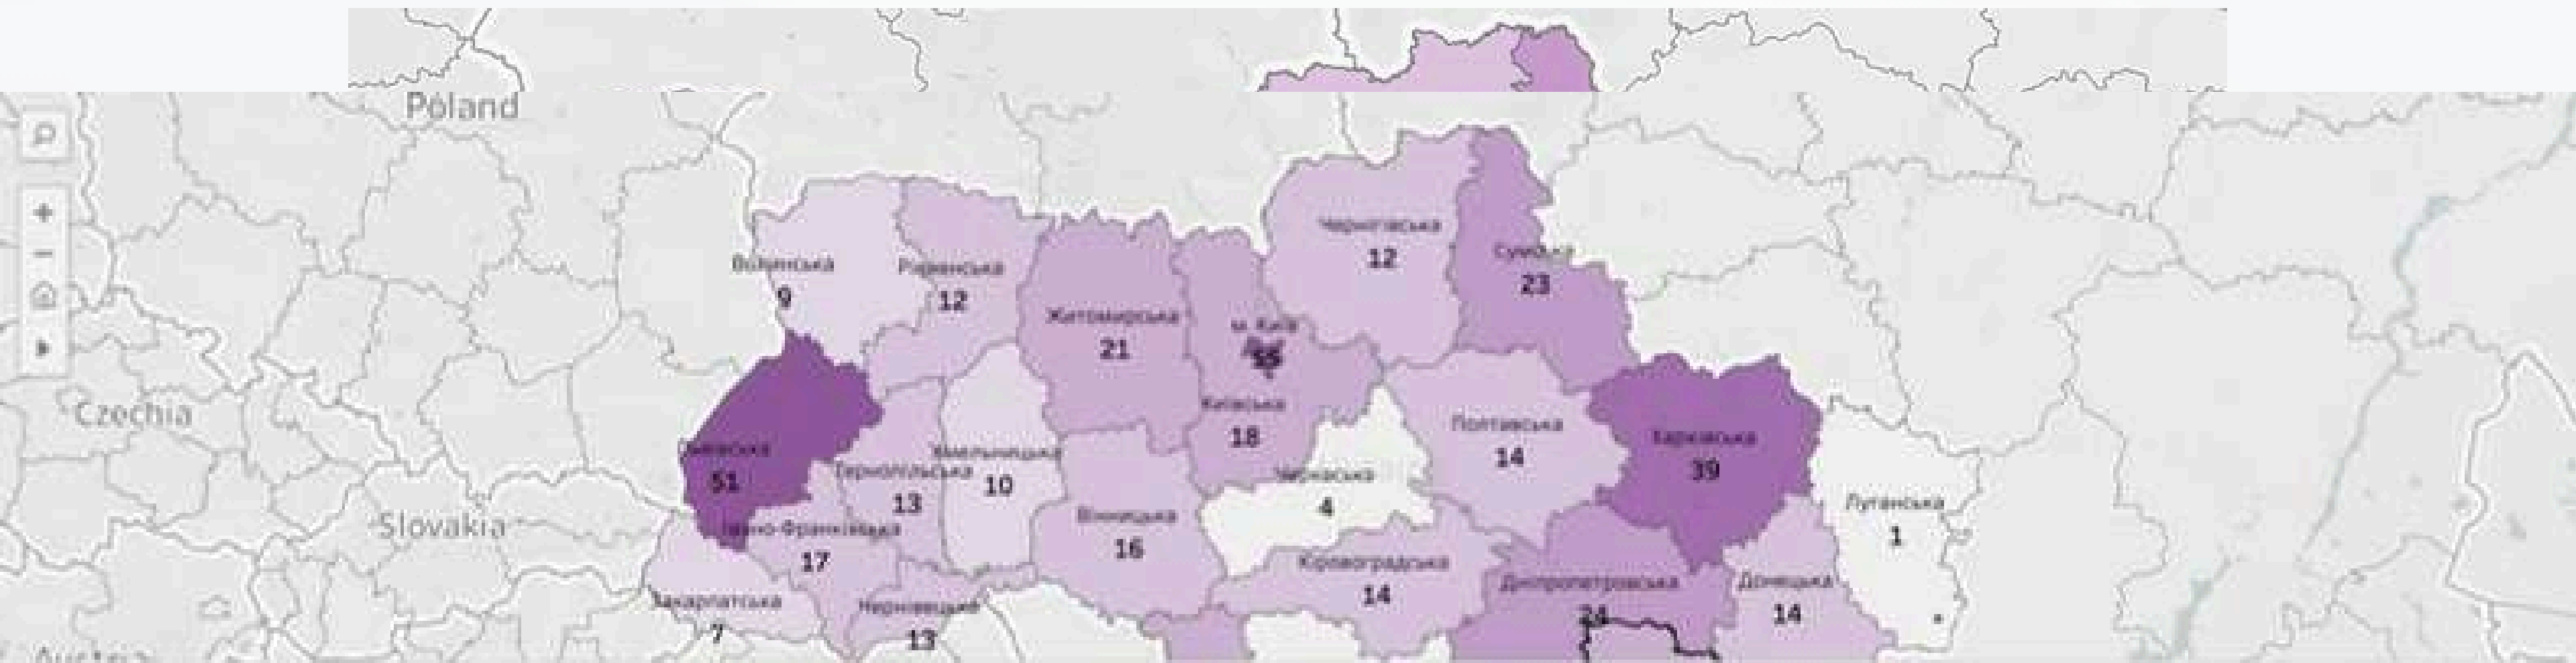 Poland
Чернігівська
12
Сумська
23
Волинська
9
Рівненська
12
Житомирська
21
м. Київ
Czechia
Київська
18
Полтавська
14
Харківська
39
Львівська
51
Тернопільська
13
Хмельницька
10
Черкаська
4
Луганська
1
Slovakia
Івано-Франківська
17
Вінницька
16
Кіровоградська
14
Дніпропетровська
24
Донецька
14
Закарпатська
7
Чернівецька
13